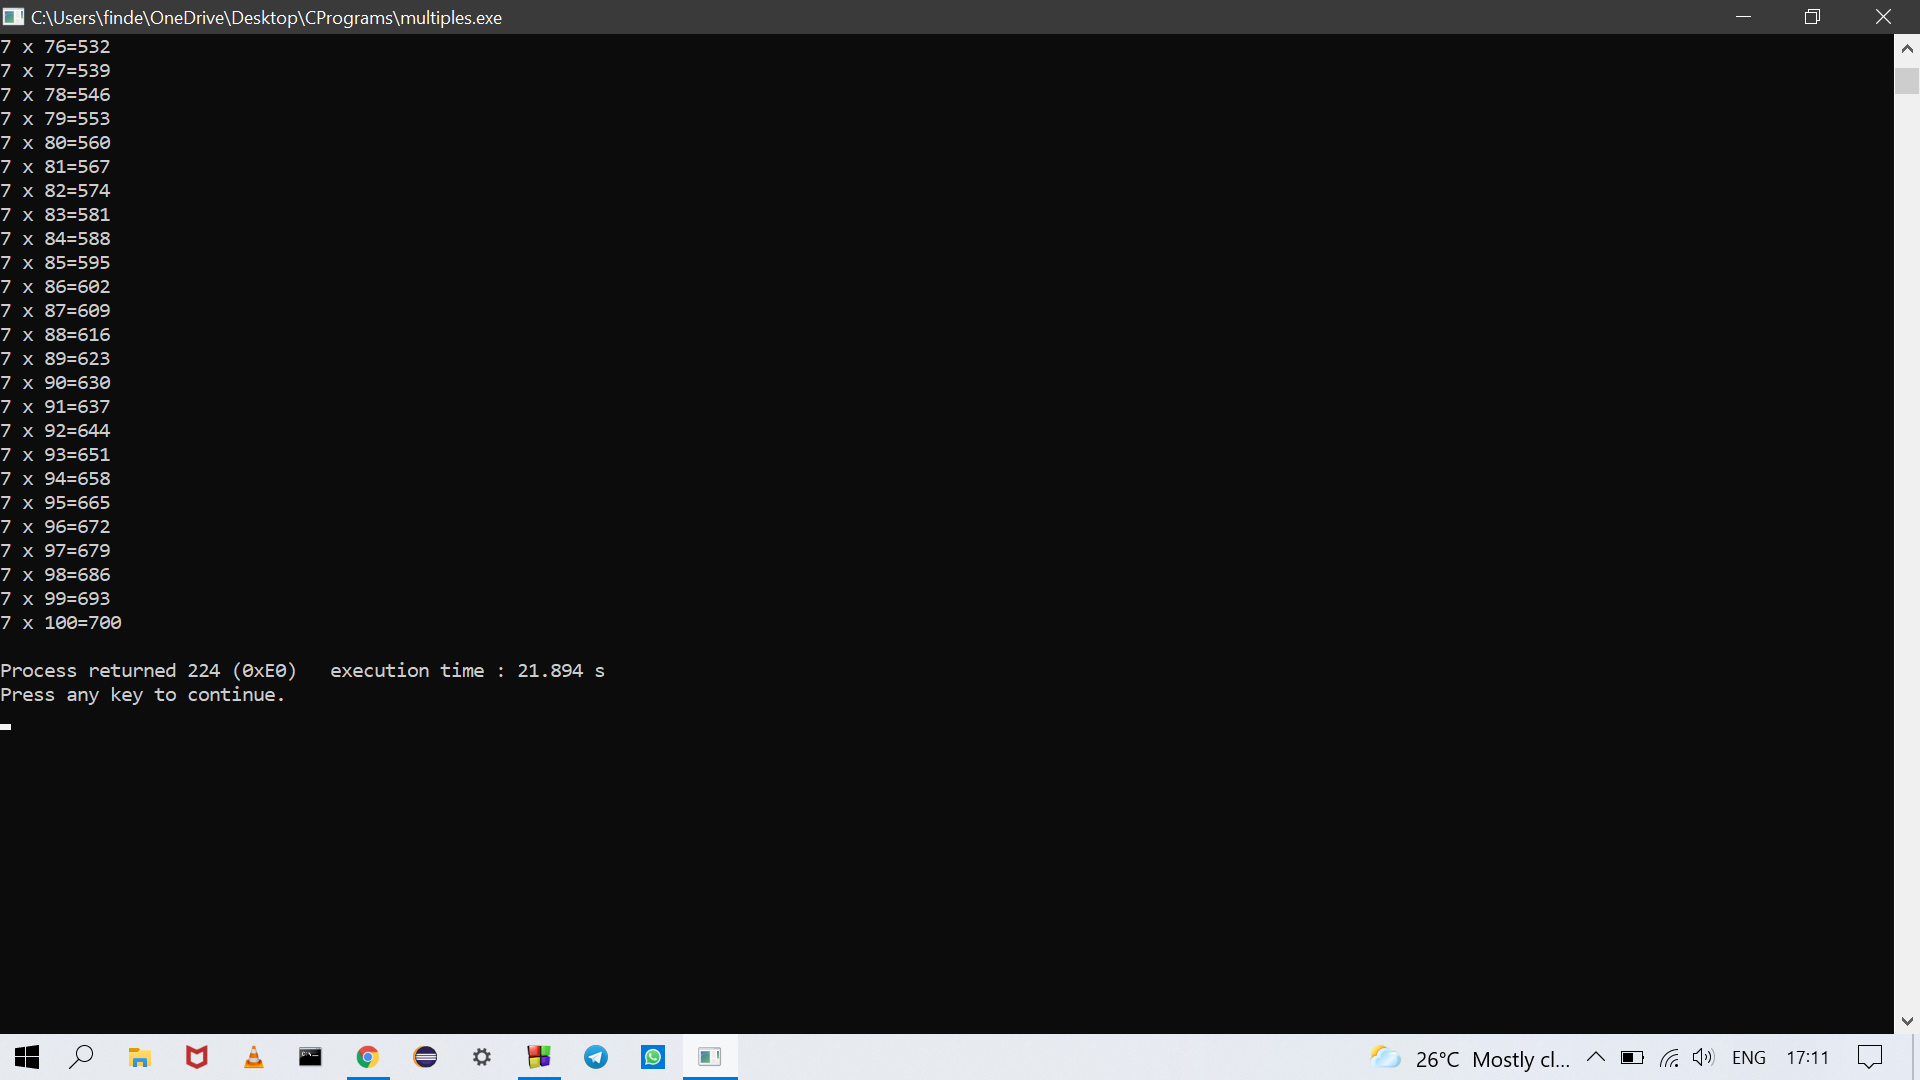 C:\Users\finde\OneDrive\Desktop\CPrograms\multiples.exe
7 x 76=532
7 x 77=539
7 x 78=546
7 x 79=553
7 x 80=560
7 x 81=567
7 x 82=574
7 x 83=581
7 x 84=588
7 x 85=595
7 x 86=602
7 x 87=609
7 x 88=616
7 x 89=623
7 x 90=630
7 x 91=637
7 x 92=644
7 x 93=651
7 x 94=658
7 x 95=665
7 x 96=672
7 x 97=679
7 x 98=686
7 x 99=693
7 x 100=700
Process returned 224 (0xE0)   execution time : 21.894 s
Press any key to continue.
26°C Mostly cl... ENG 17:11